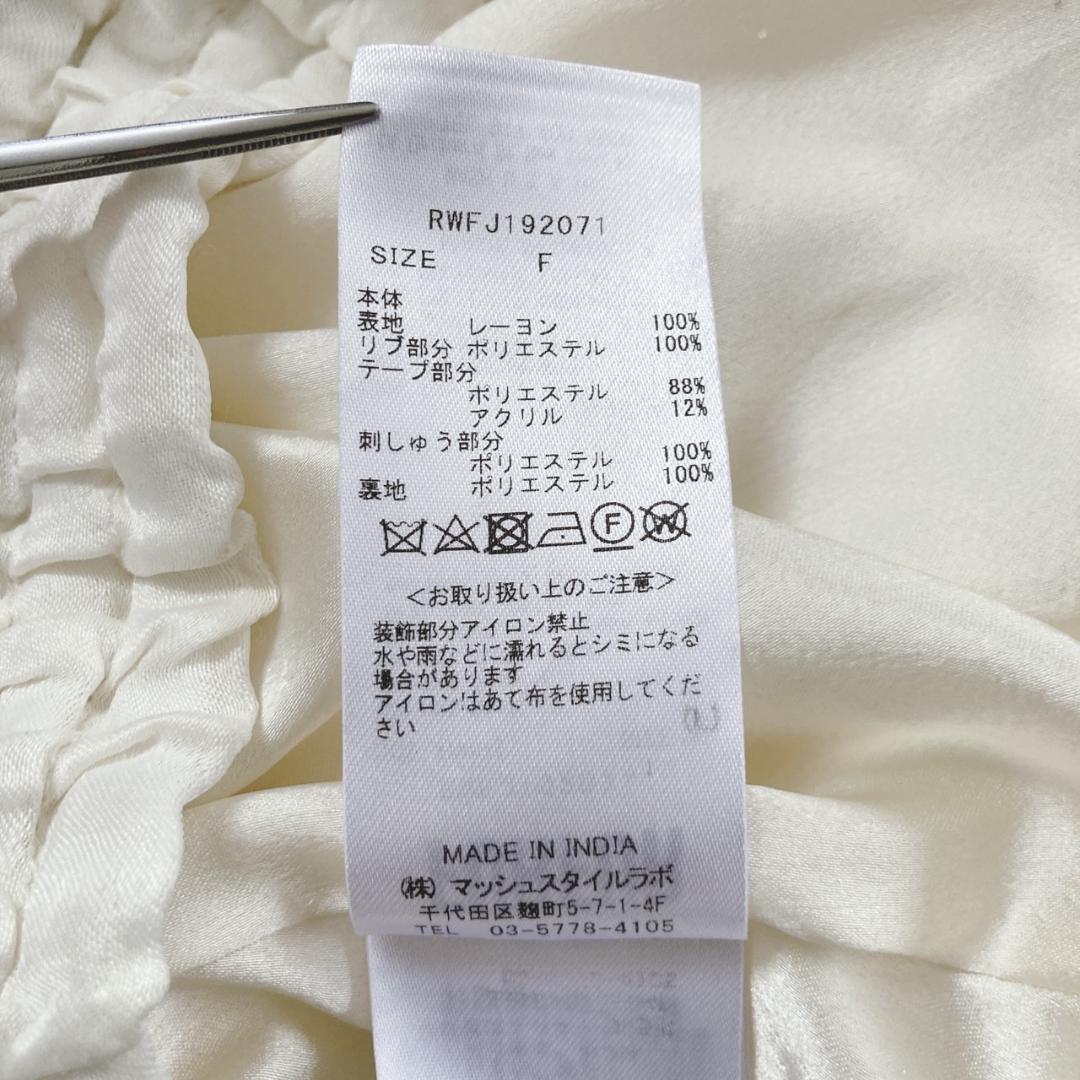 RWFJ192071
SIZE F
本体
表地 レーヨン 100%
リブ部分 ポリエステル 100%
テープ部分
ポリエステル 88%
アクリル 12%
刺しゅう部分
ポリエステル 100%
裏地 ポリエステル 100%
F W
<お取り扱い上のご注意>
装飾部分アイロン禁止
水や雨などに濡れるとシミになる
場合があります
アイロンはあて布を使用してくだ
さい
MADE IN INDIA
(株) マッシュスタイルラボ
千代田区麹町5-7-1-4F
TEL 03-5778-4105